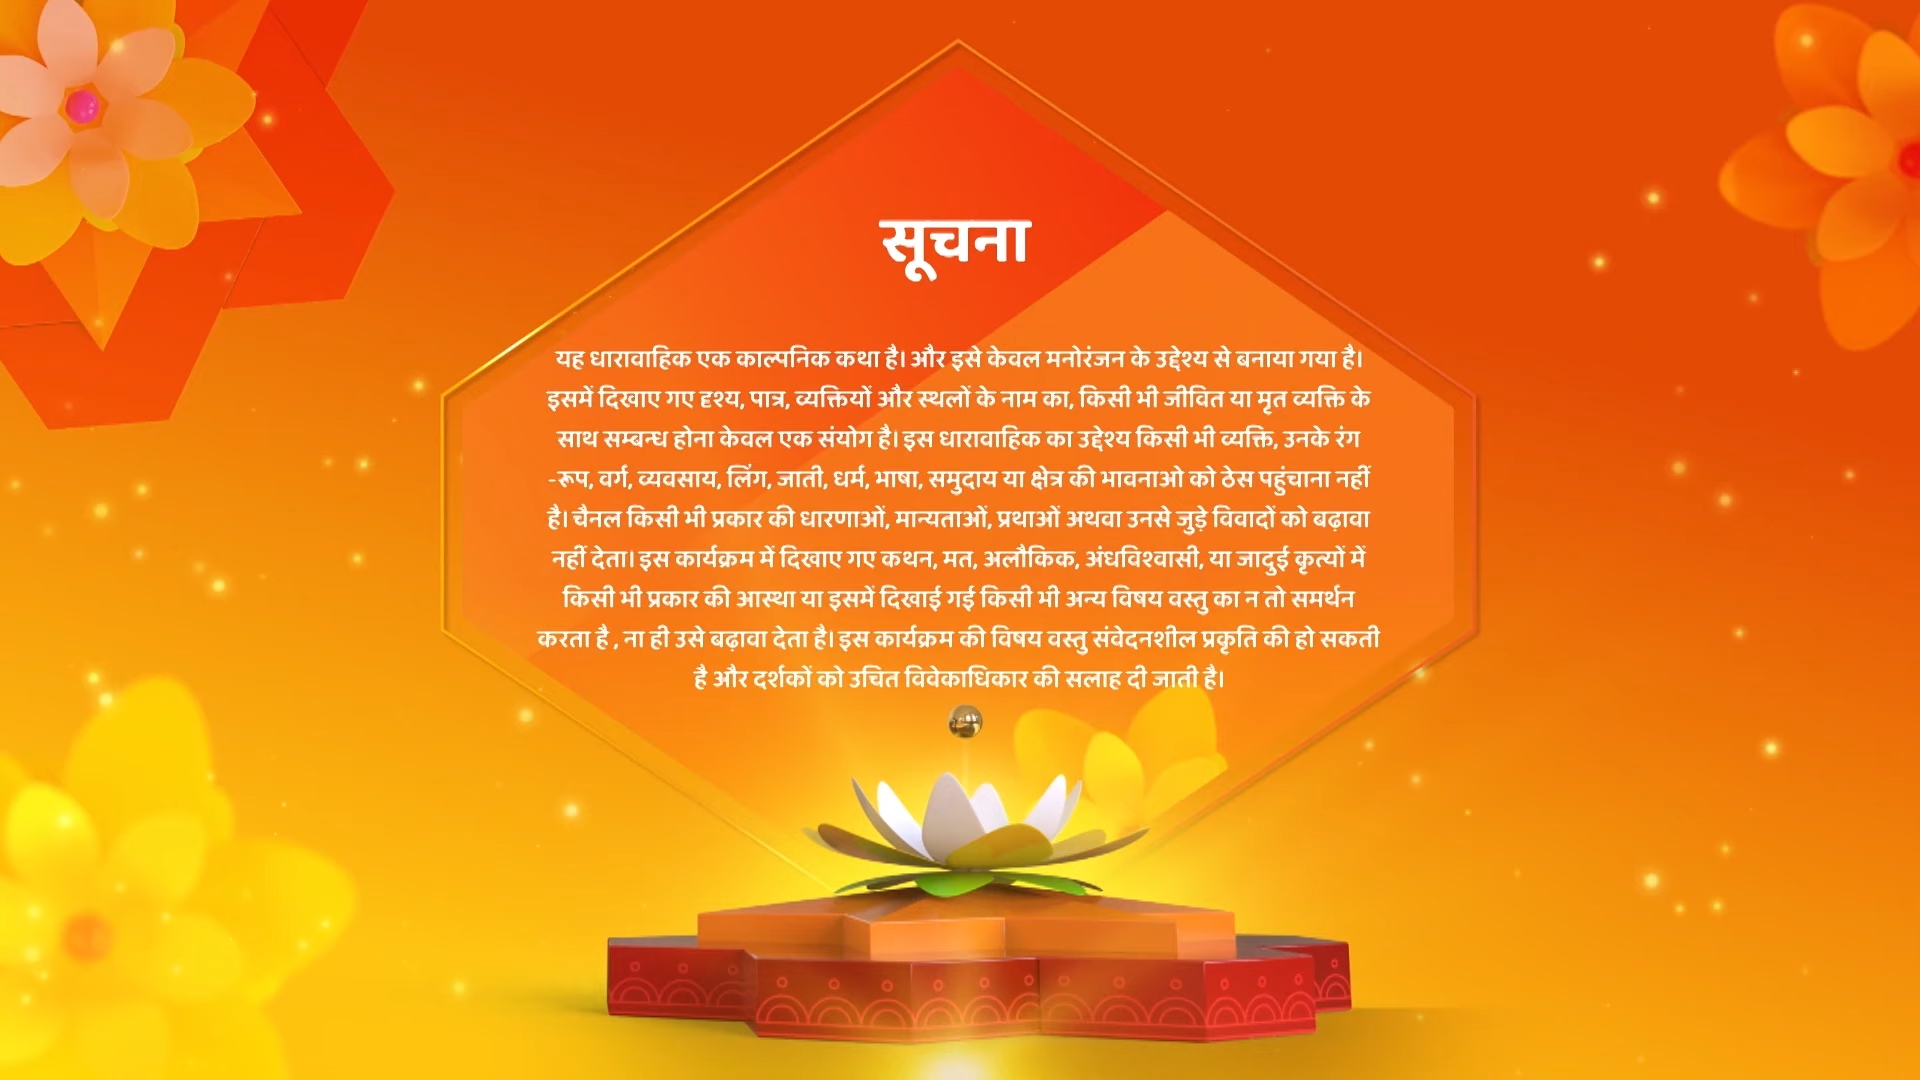 सूचना
यह धारावाहिक एक काल्पनिक कथा है। और इसे केवल मनोरंजन के उद्देश्य से बनाया गया है।
इसमें दिखाए गए दृश्य, पात्र, व्यक्तियों और स्थलों के नाम का, किसी भी जीवित या मृत व्यक्ति के
साथ सम्बन्ध होना केवल एक संयोग है। इस धारावाहिक का उद्देश्य किसी भी व्यक्ति, उनके रंग
-रूप, वर्ग, व्यवसाय, लिंग, जाती, धर्म, भाषा, समुदाय या क्षेत्र की भावनाओ को ठेस पहुंचाना नहीं
है। चैनल किसी भी प्रकार की धारणाओं, मान्यताओं, प्रथाओं अथवा उनसे जुड़े विवादों को बढ़ावा
नहीं देता। इस कार्यक्रम में दिखाए गए कथन, मत, अलौकिक, अंधविश्वासी, या जादुई कृत्यों में
किसी भी प्रकार की आस्था या इसमें दिखाई गई किसी भी अन्य विषय वस्तु का न तो समर्थन
करता है , ना ही उसे बढ़ावा देता है। इस कार्यक्रम की विषय वस्तु संवेदनशील प्रकृति की हो सकती
है और दर्शकों को उचित विवेकाधिकार की सलाह दी जाती है।